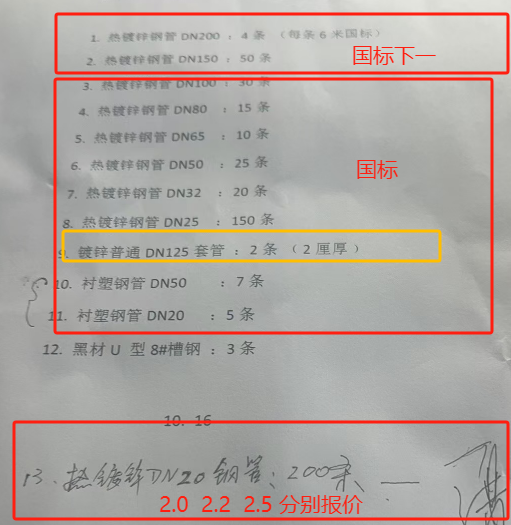 1. 热镀锌钢管 DN200 : 4 条 （每条 6 米国标）
2. 热镀锌钢管 DN150 : 50 条
国标下一
3. 热镀锌钢管 DN100 : 30 条
4. 热镀锌钢管 DN80 : 15 条
5. 热镀锌钢管 DN65 : 10 条
6. 热镀锌钢管 DN50 : 25 条
国标
7. 热镀锌钢管 DN32 : 20 条
8. 热镀锌钢管 DN25 : 150 条
9. 镀锌普通 DN125 套管 : 2 条 （ 2 厘厚 ）
10. 衬塑钢管 DN50 : 7 条
11. 衬塑钢管 DN20 : 5 条
12. 黑材 U 型 8#槽钢 : 3 条
10. 16
13、热镀锌DN20钢管：200条
2.0 2.2 2.5 分别报价